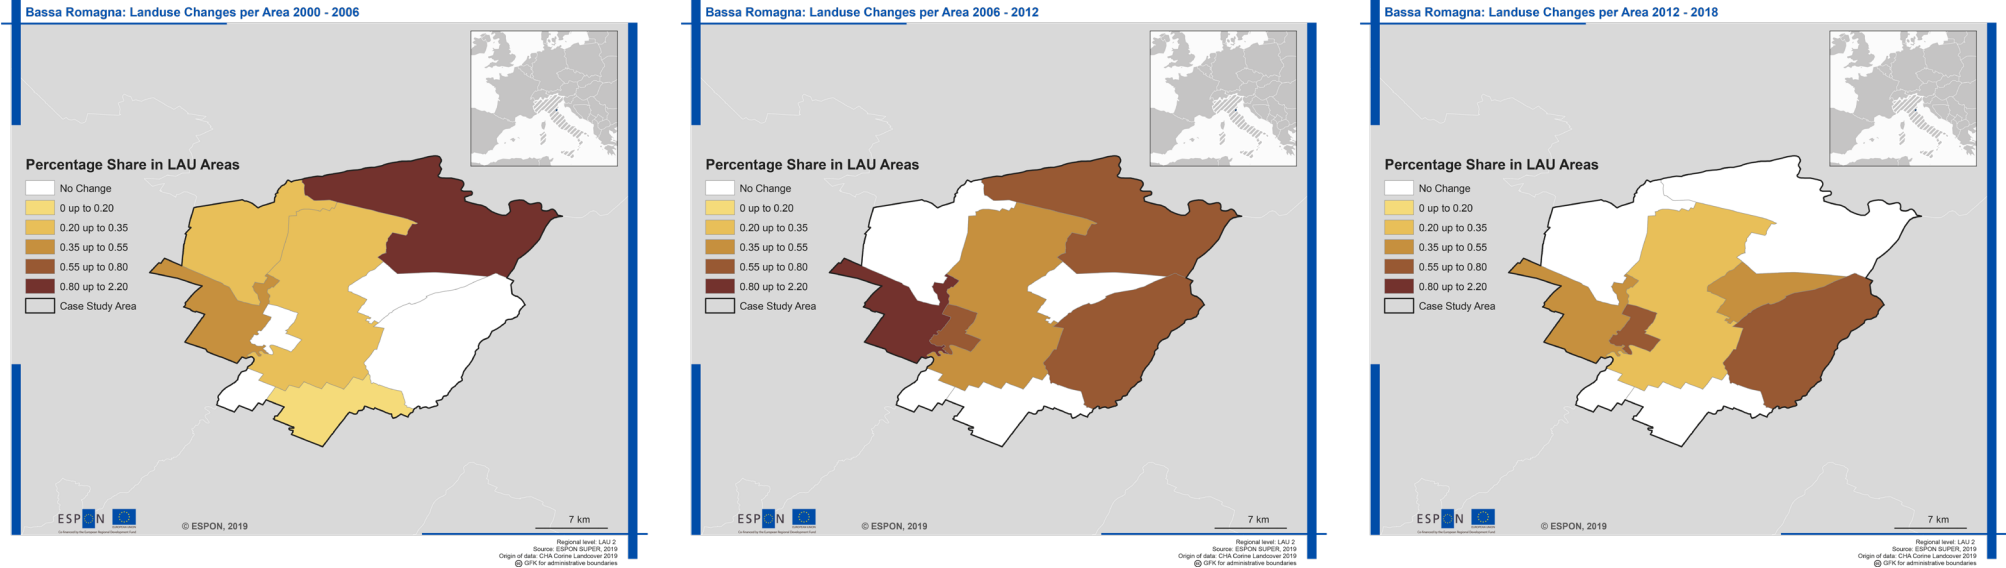 Bassa Romagna: Landuse Changes per Area 2000 - 2006
Percentage Share in LAU Areas
No Change
0 up to 0.20
0.20 up to 0.35
0.35 up to 0.55
0.55 up to 0.80
0.80 up to 2.20
Case Study Area
ESPON
© ESPON, 2019
7 km
Regional level: LAU 2
Source: ESPON SUPER, 2019
Origin of data: CHA Corine Landcover 2019
GFK for administrative boundaries
Bassa Romagna: Landuse Changes per Area 2006 - 2012
Percentage Share in LAU Areas
No Change
0 up to 0.20
0.20 up to 0.35
0.35 up to 0.55
0.55 up to 0.80
0.80 up to 2.20
Case Study Area
ESPON
© ESPON, 2019
7 km
Regional level: LAU 2
Source: ESPON SUPER, 2019
Origin of data: CHA Corine Landcover 2019
GFK for administrative boundaries
Bassa Romagna: Landuse Changes per Area 2012 - 2018
Percentage Share in LAU Areas
No Change
0 up to 0.20
0.20 up to 0.35
0.35 up to 0.55
0.55 up to 0.80
0.80 up to 2.20
Case Study Area
ESPON
© ESPON, 2019
7 km
Regional level: LAU 2
Source: ESPON SUPER, 2019
Origin of data: CHA Corine Landcover 2019
GFK for administrative boundaries